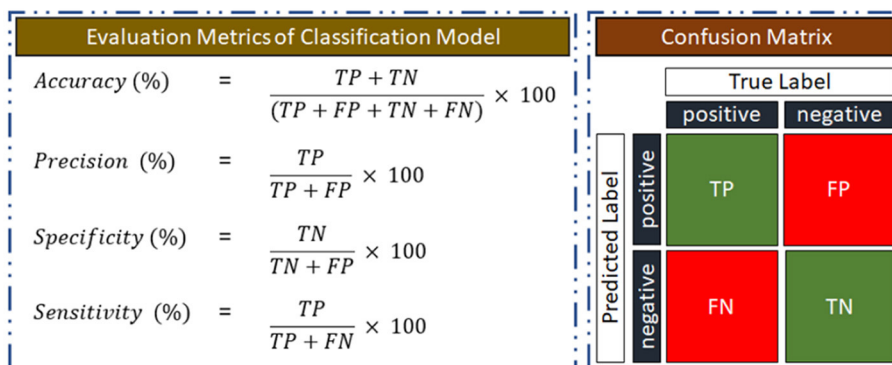 Evaluation Metrics of Classification Model
Accuracy (%) = TP + TN / (TP + FP + TN + FN) × 100
Precision (%) = TP / TP + FP × 100
Specificity (%) = TN / TN + FP × 100
Sensitivity (%) = TP / TP + FN × 100
Confusion Matrix
True Label
positive negative
Predicted Label
positive
TP FP
negative
FN TN